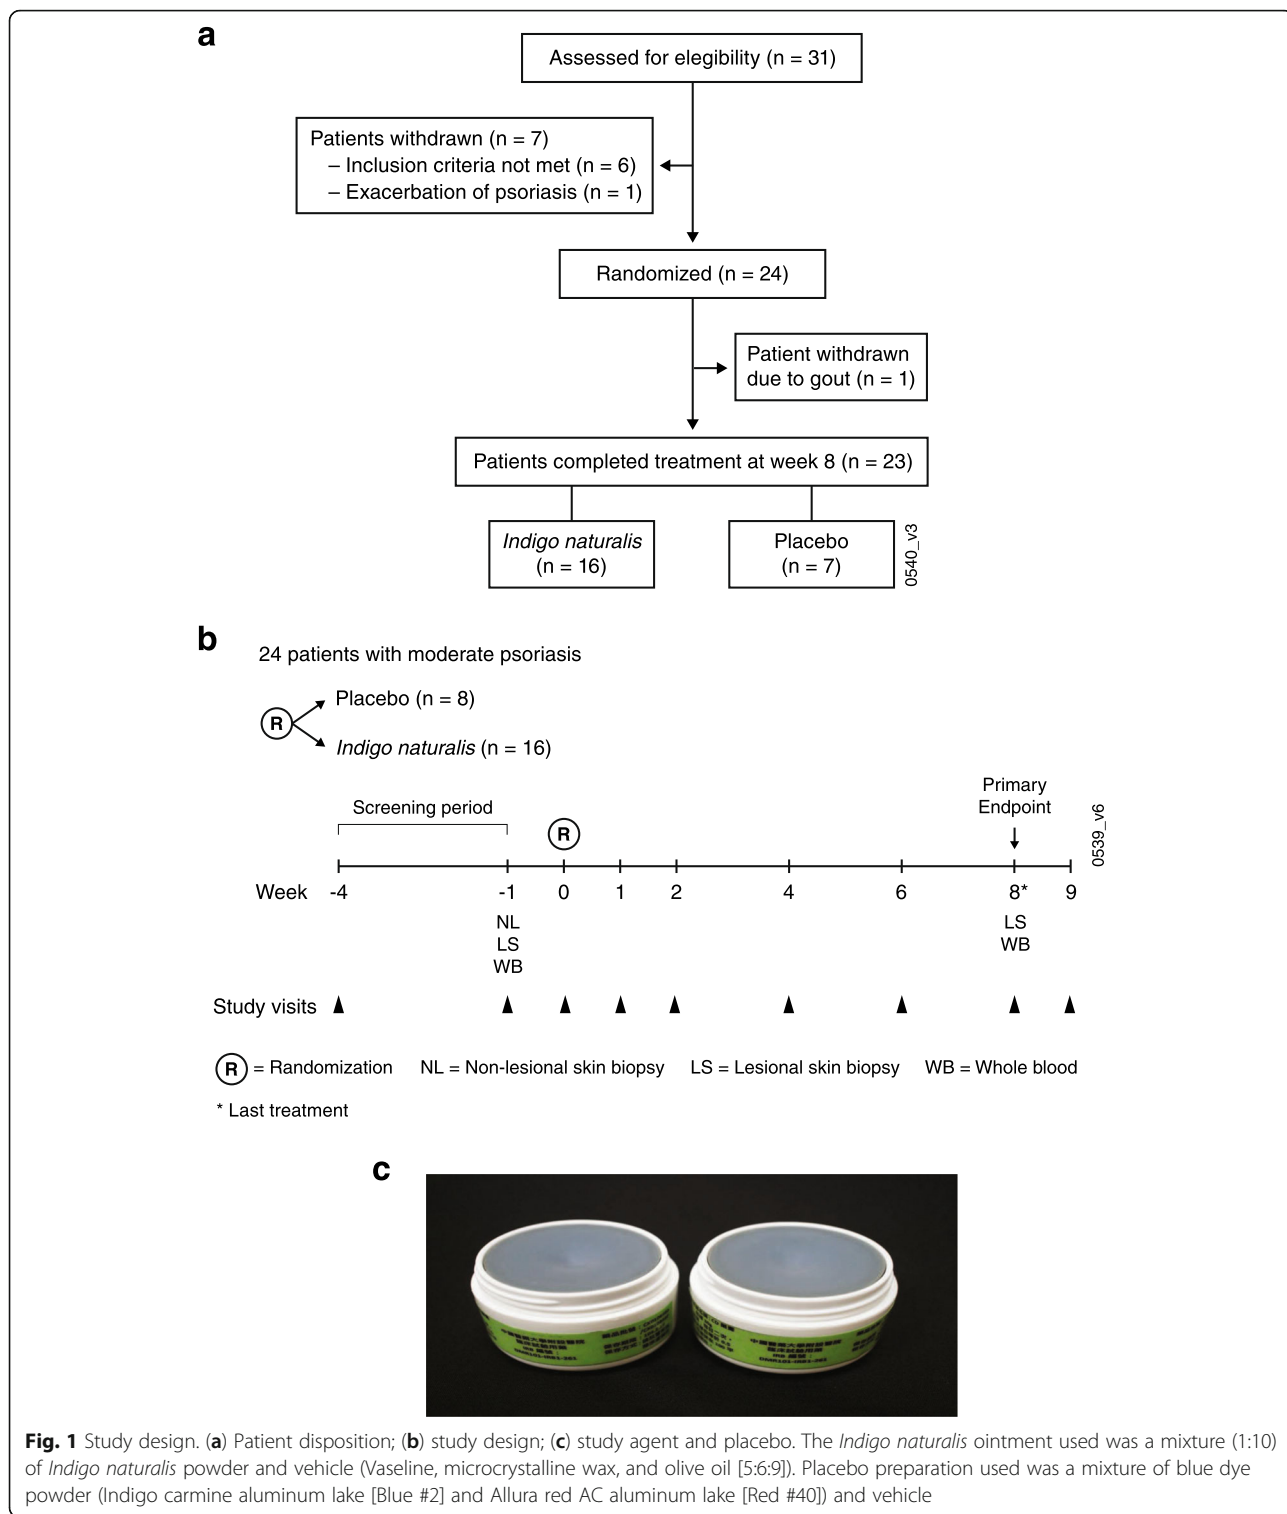 a
Assessed for elegibility (n = 31)
Patients withdrawn (n = 7)
– Inclusion criteria not met (n = 6)
– Exacerbation of psoriasis (n = 1)
Randomized (n = 24)
Patient withdrawn
due to gout (n = 1)
Patients completed treatment at week 8 (n = 23)
Indigo naturalis
(n = 16)
Placebo
(n = 7)
0540_v3
b
24 patients with moderate psoriasis
R
Placebo (n = 8)
Indigo naturalis (n = 16)
Screening period
R
Primary
Endpoint
0539_v6
Week -4 -1 0 1 2 4 6 8* 9
NL LS
LS WB
WB
Study visits
R = Randomization NL = Non-lesional skin biopsy LS = Lesional skin biopsy WB = Whole blood
* Last treatment
c
Fig. 1 Study design. (a) Patient disposition; (b) study design; (c) study agent and placebo. The Indigo naturalis ointment used was a mixture (1:10)
of Indigo naturalis powder and vehicle (Vaseline, microcrystalline wax, and olive oil [5:6:9]). Placebo preparation used was a mixture of blue dye
powder (Indigo carmine aluminum lake [Blue #2] and Allura red AC aluminum lake [Red #40]) and vehicle